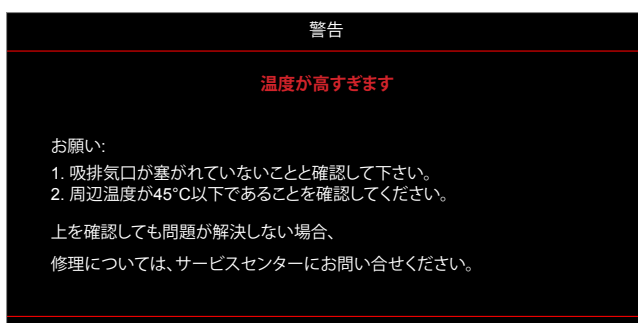 警告
温度が高すぎます
お願い:
1. 吸排気口が塞がれていないことと確認して下さい。
2. 周辺温度が45°C以下であることを確認してください。
上を確認しても問題が解決しない場合、
修理については、サービスセンターにお問い合せください。